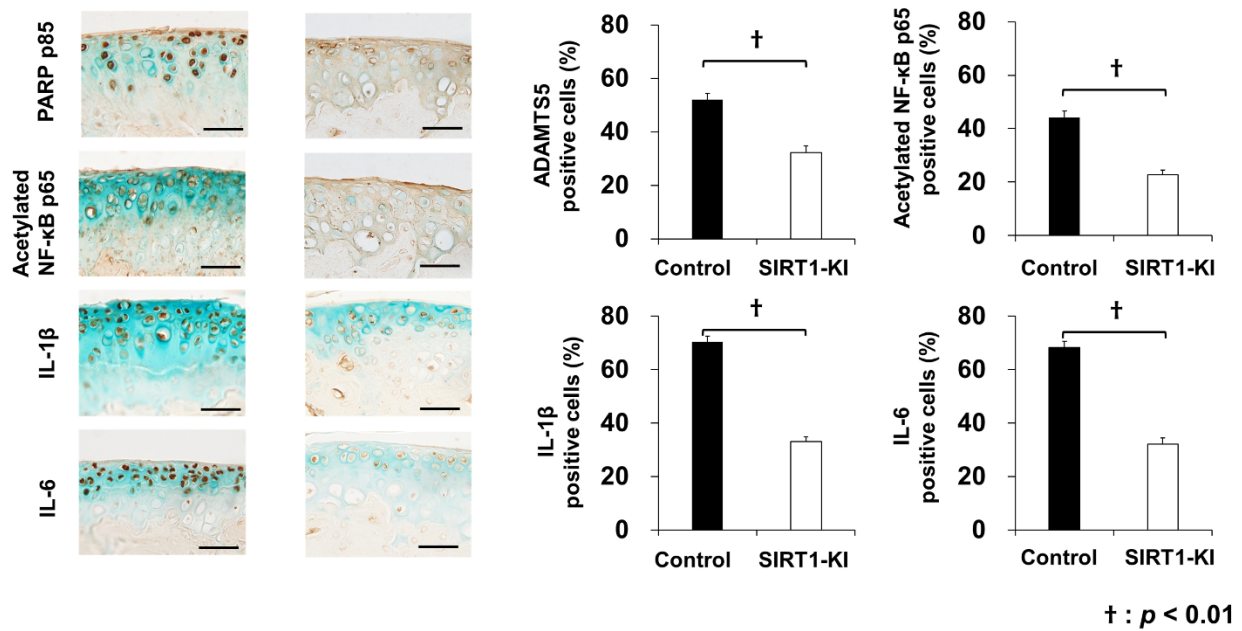 PARP p85
Acetylated
NF-κB p65
IL-1β
IL-6
ADAMTS5
positive cells (%)
80
60
40
20
0
†
Control
SIRT1-KI
Acetylated NF-κB p65
positive cells (%)
80
60
40
20
0
†
Control
SIRT1-KI
IL-1β
positive cells (%)
80
60
40
20
0
†
Control
SIRT1-KI
IL-6
positive cells (%)
80
60
40
20
0
†
Control
SIRT1-KI
† : p < 0.01